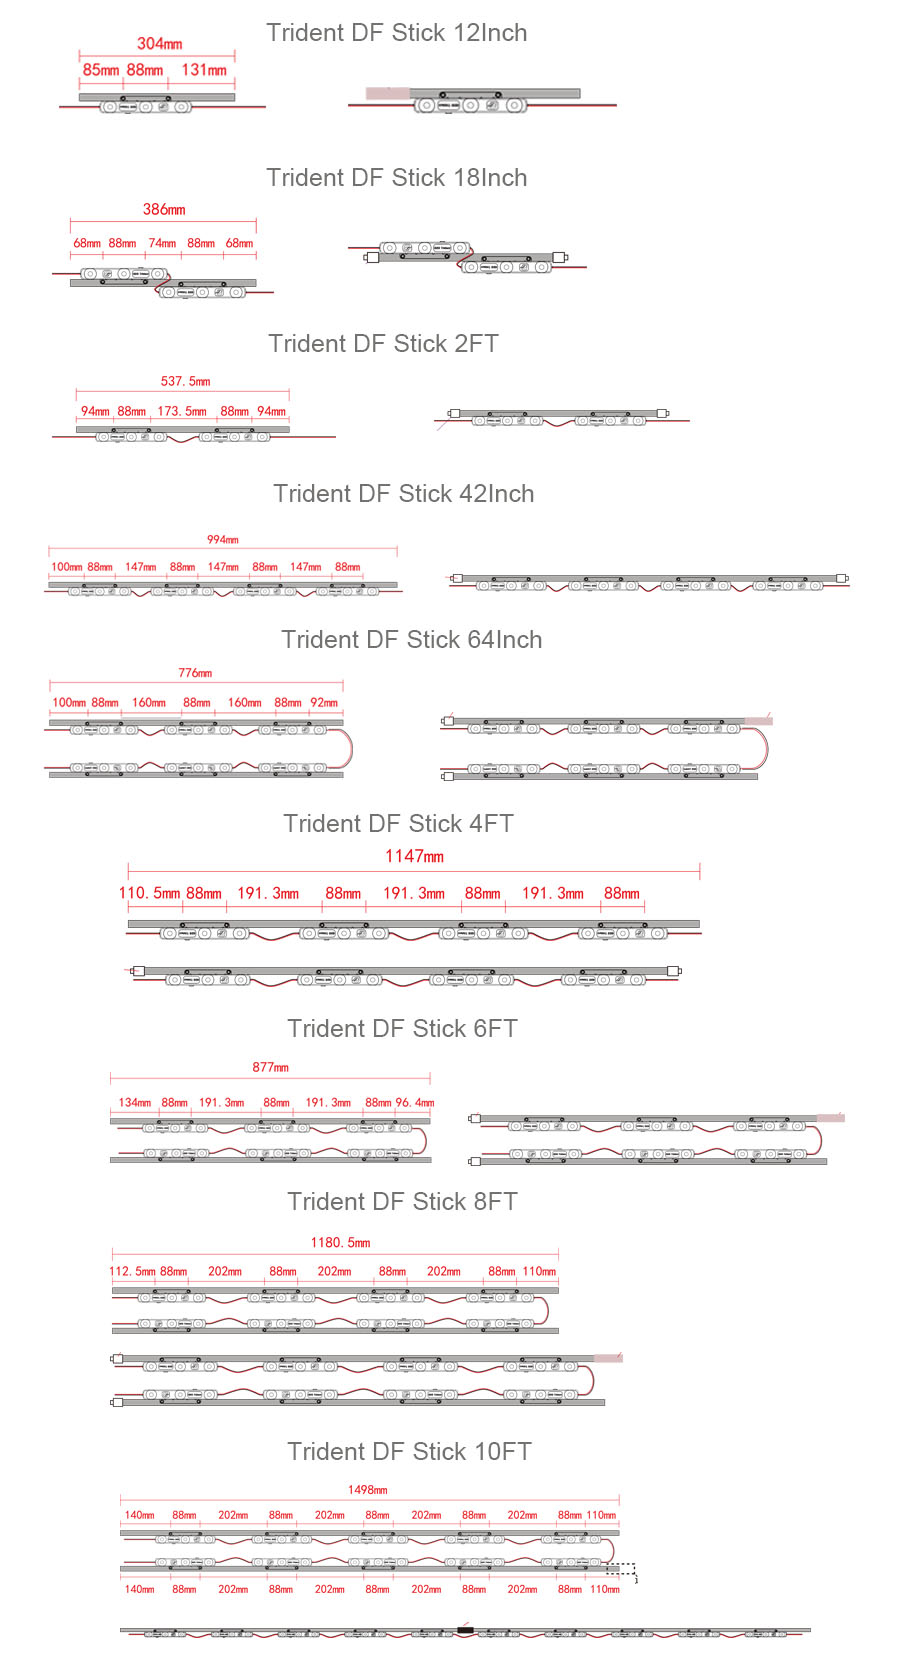 Trident DF Stick 12Inch
304mm
85mm 88mm 131mm
Trident DF Stick 18Inch
386mm
68mm 88mm 74mm 88mm 68mm
Trident DF Stick 2FT
537.5mm
94mm 88mm 173.5mm 88mm 94mm
Trident DF Stick 42Inch
994mm
100mm 88mm 147mm 88mm 147mm 88mm 147mm 88mm
Trident DF Stick 64Inch
776mm
100mm 88mm 160mm 88mm 160mm 88mm 92mm
Trident DF Stick 4FT
1147mm
110.5mm 88mm 191.3mm 88mm 191.3mm 88mm 191.3mm 88mm
Trident DF Stick 6FT
877mm
134mm 88mm 191.3mm 88mm 191.3mm 88mm 96.4mm
Trident DF Stick 8FT
1180.5mm
112.5mm 88mm 202mm 88mm 202mm 88mm 202mm 88mm 110mm
Trident DF Stick 10FT
1498mm
140mm 88mm 202mm 88mm 202mm 88mm 202mm 88mm 202mm 88mm 110mm
140mm 88mm 202mm 88mm 202mm 88mm 202mm 88mm 202mm 88mm 110mm